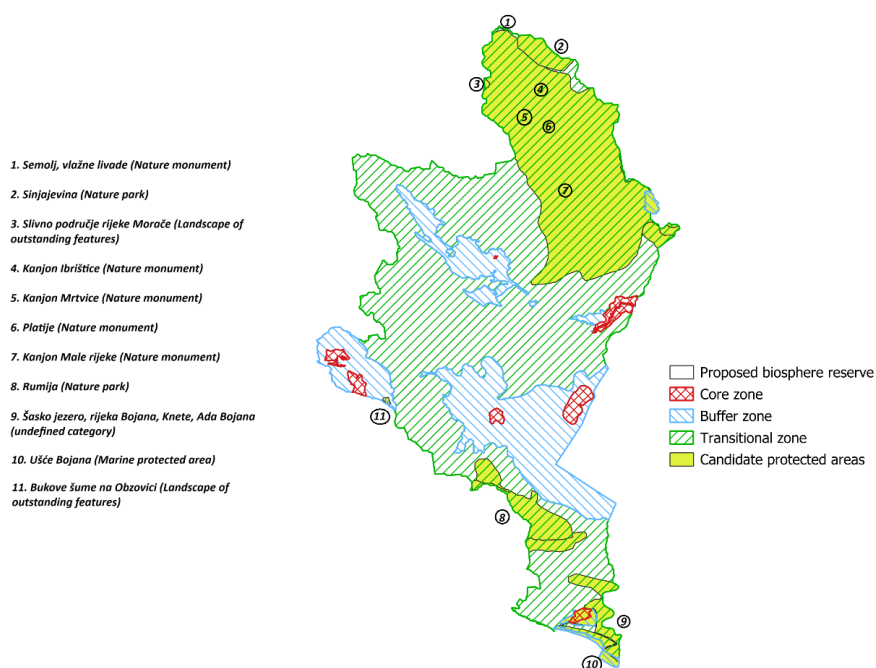 1
2
3
4
5
6
7
1. Semolj, vlažne livade (Nature monument)
2. Sinjajevina (Nature park)
3. Slivno područje rijeke Morače (Landscape of
outstanding features)
4. Kanjon Ibrištice (Nature monument)
5. Kanjon Mrtvice (Nature monument)
6. Platije (Nature monument)
7. Kanjon Male rijeke (Nature monument)
8. Rumija (Nature park)
9. Šasko jezero, rijeka Bojana, Knete, Ada Bojana
(undefined category)
10. Ušće Bojana (Marine protected area)
11. Bukove šume na Obzovici (Landscape of
outstanding features)
11
8
9
10
Proposed biosphere reserve
Core zone
Buffer zone
Transitional zone
Candidate protected areas